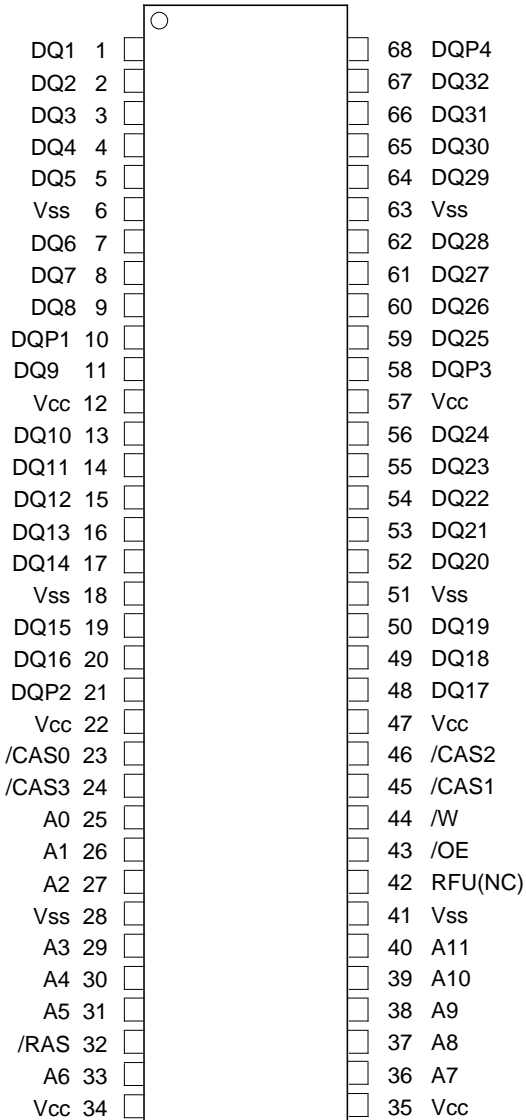 DQ1 1 68 DQP4
DQ2 2 67 DQ32
DQ3 3 66 DQ31
DQ4 4 65 DQ30
DQ5 5 64 DQ29
Vss 6 63 Vss
DQ6 7 62 DQ28
DQ7 8 61 DQ27
DQ8 9 60 DQ26
DQP1 10 59 DQ25
DQ9 11 58 DQP3
Vcc 12 57 Vcc
DQ10 13 56 DQ24
DQ11 14 55 DQ23
DQ12 15 54 DQ22
DQ13 16 53 DQ21
DQ14 17 52 DQ20
Vss 18 51 Vss
DQ15 19 50 DQ19
DQ16 20 49 DQ18
DQP2 21 48 DQ17
Vcc 22 47 Vcc
/CAS0 23 46 /CAS2
/CAS3 24 45 /CAS1
A0 25 44 /W
A1 26 43 /OE
A2 27 42 RFU(NC)
Vss 28 41 Vss
A3 29 40 A11
A4 30 39 A10
A5 31 38 A9
/RAS 32 37 A8
A6 33 36 A7
Vcc 34 35 Vcc